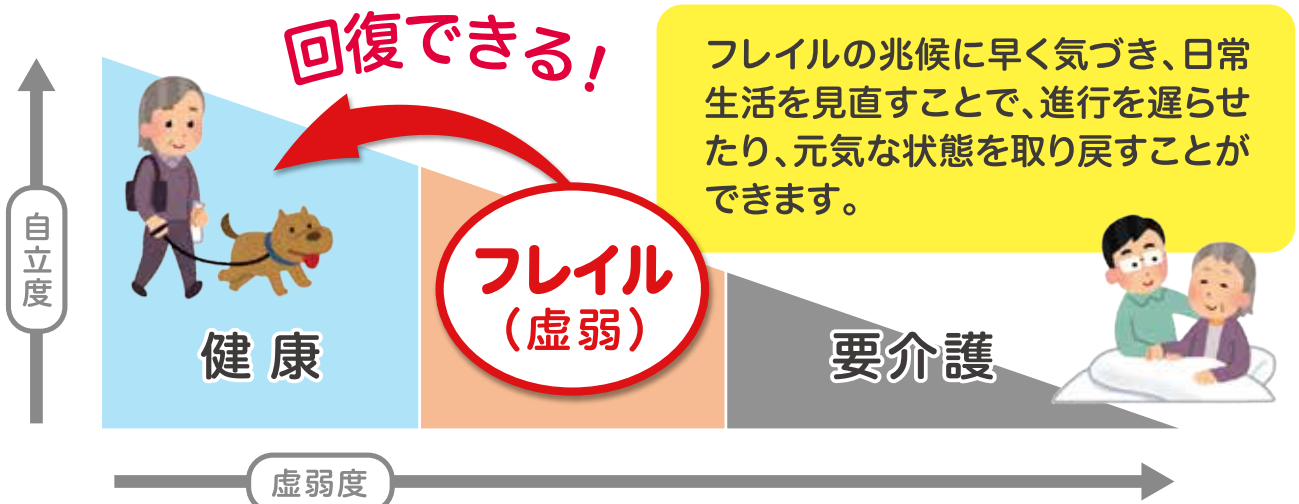 回復できる!
フレイルの兆候に早く気づき、日常
生活を見直すことで、進行を遅らせ
たり、元気な状態を取り戻すことが
できます。
自立度
フレイル
(虚弱)
健康
要介護
虚弱度